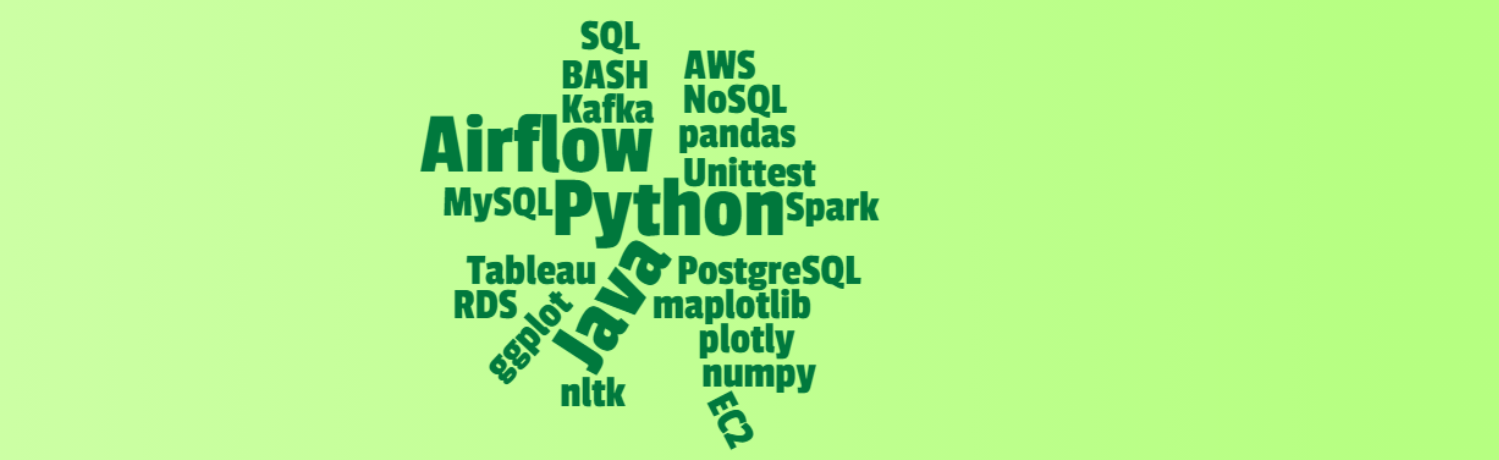 SQL
BASH
AWS
Kafka
NoSQL
Airflow
pandas
Unittest
MySQL
Python
Spark
Tableau
Java
PostgreSQL
RDS
ggplot
maplotlib
plotly
numpy
nltk
EC2